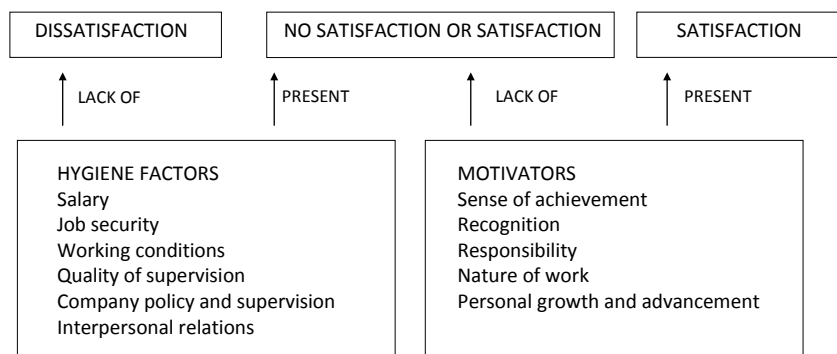 DISSATISFACTION
NO SATISFACTION OR SATISFACTION
SATISFACTION
LACK OF
PRESENT
LACK OF
PRESENT
HYGIENE FACTORS
Salary
Job security
Working conditions
Quality of supervision
Company policy and supervision
Interpersonal relations
MOTIVATORS
Sense of achievement
Recognition
Responsibility
Nature of work
Personal growth and advancement